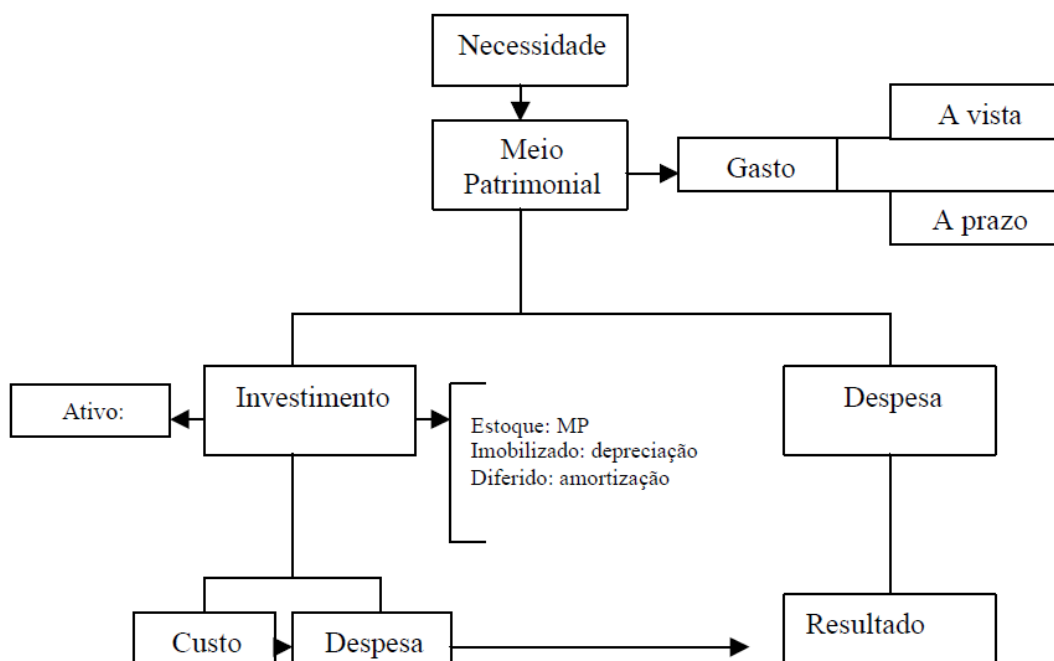 Necessidade
A vista
Meio
Patrimonial
Gasto
A prazo
Ativo:
Investimento
Estoque: MP
Imobilizado: depreciação
Diferido: amortização
Despesa
Custo
Despesa
Resultado